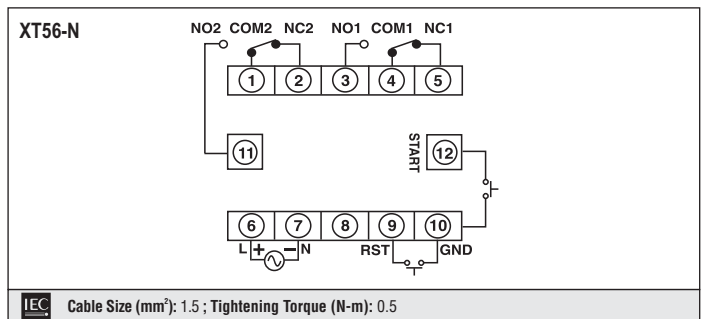 XT56-N
NO2 COM2 NC2 NO1 COM1 NC1
1 2 3 4 5
11 START 12
6 7 8 9 10
L + − N RST GND
IEC Cable Size (mm²): 1.5 ; Tightening Torque (N-m): 0.5